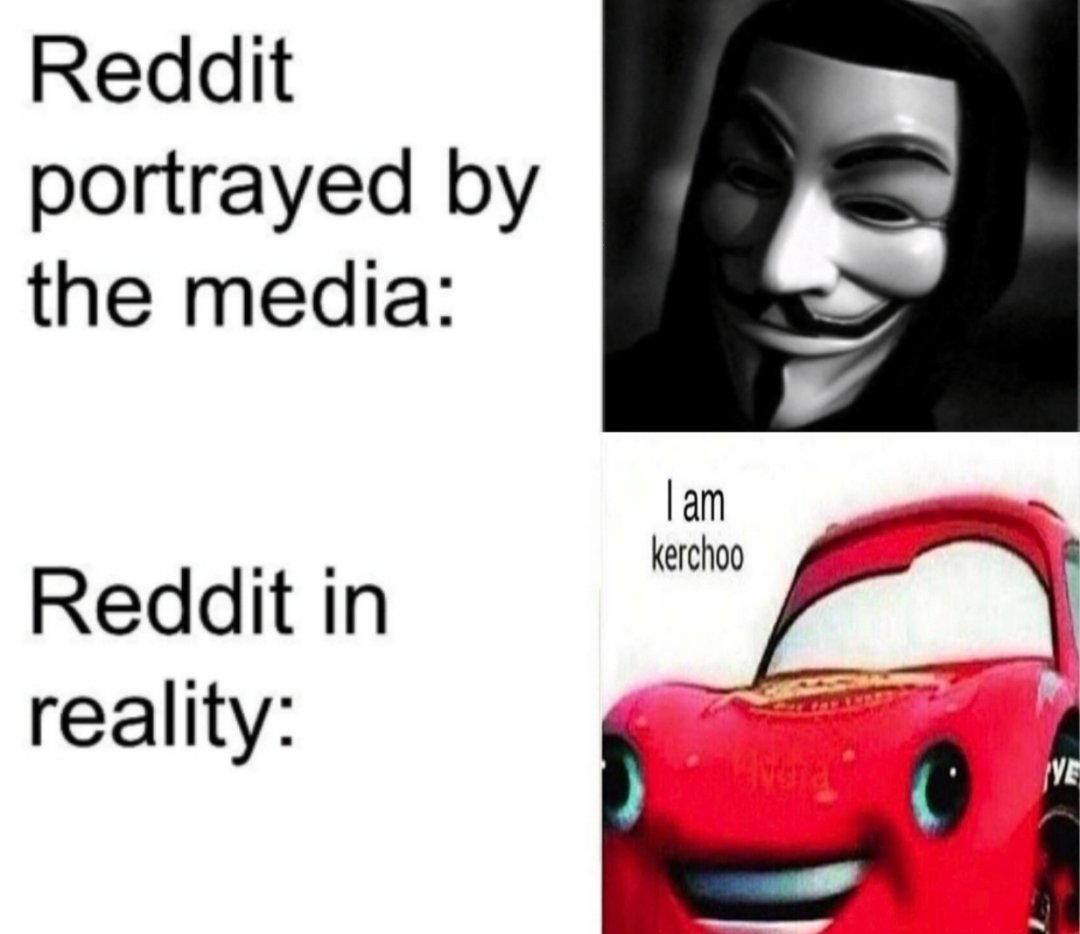 Reddit
portrayed by
the media:
I am
kerchoo
Reddit in
reality: